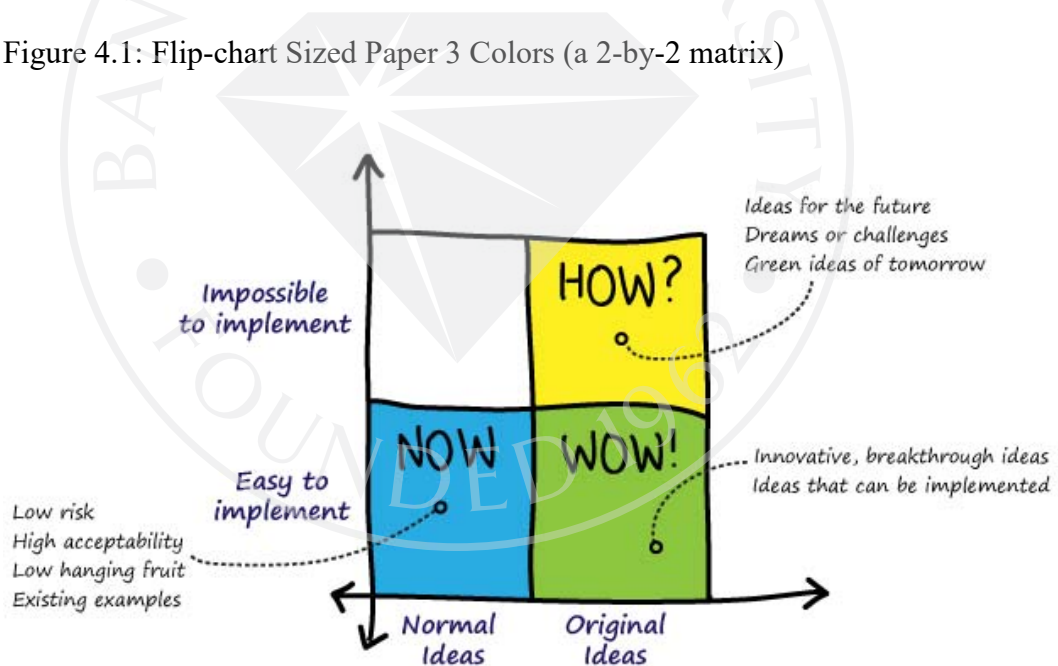 Figure 4.1: Flip-chart Sized Paper 3 Colors (a 2-by-2 matrix)
Ideas for the future
Dreams or challenges
Green ideas of tomorrow
HOW?
Impossible
to implement
NOW
WOW!
Innovative, breakthrough ideas
Ideas that can be implemented
Easy to
implement
Low risk
High acceptability
Low hanging fruit
Existing examples
Normal
Ideas
Original
Ideas
FOUNDED 1962